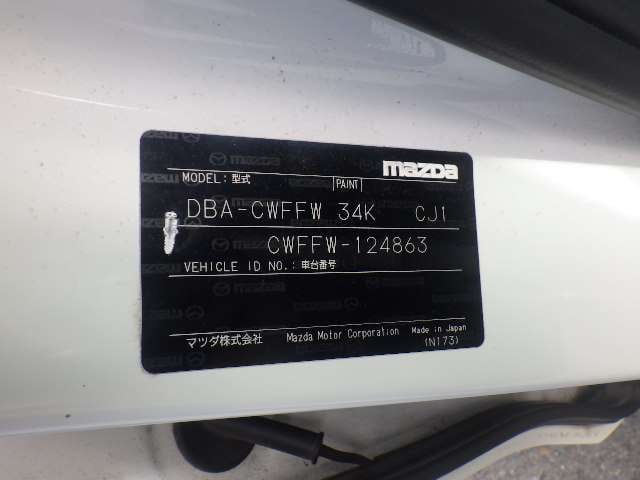 mazda
MODEL:型式 PAINT
DBA-CWFFW 34K CJ1
CWFFW-124863
VEHICLE ID NO.:車台番号
マツダ株式会社 Mazda Motor Corporation Made in Japan
(N173)